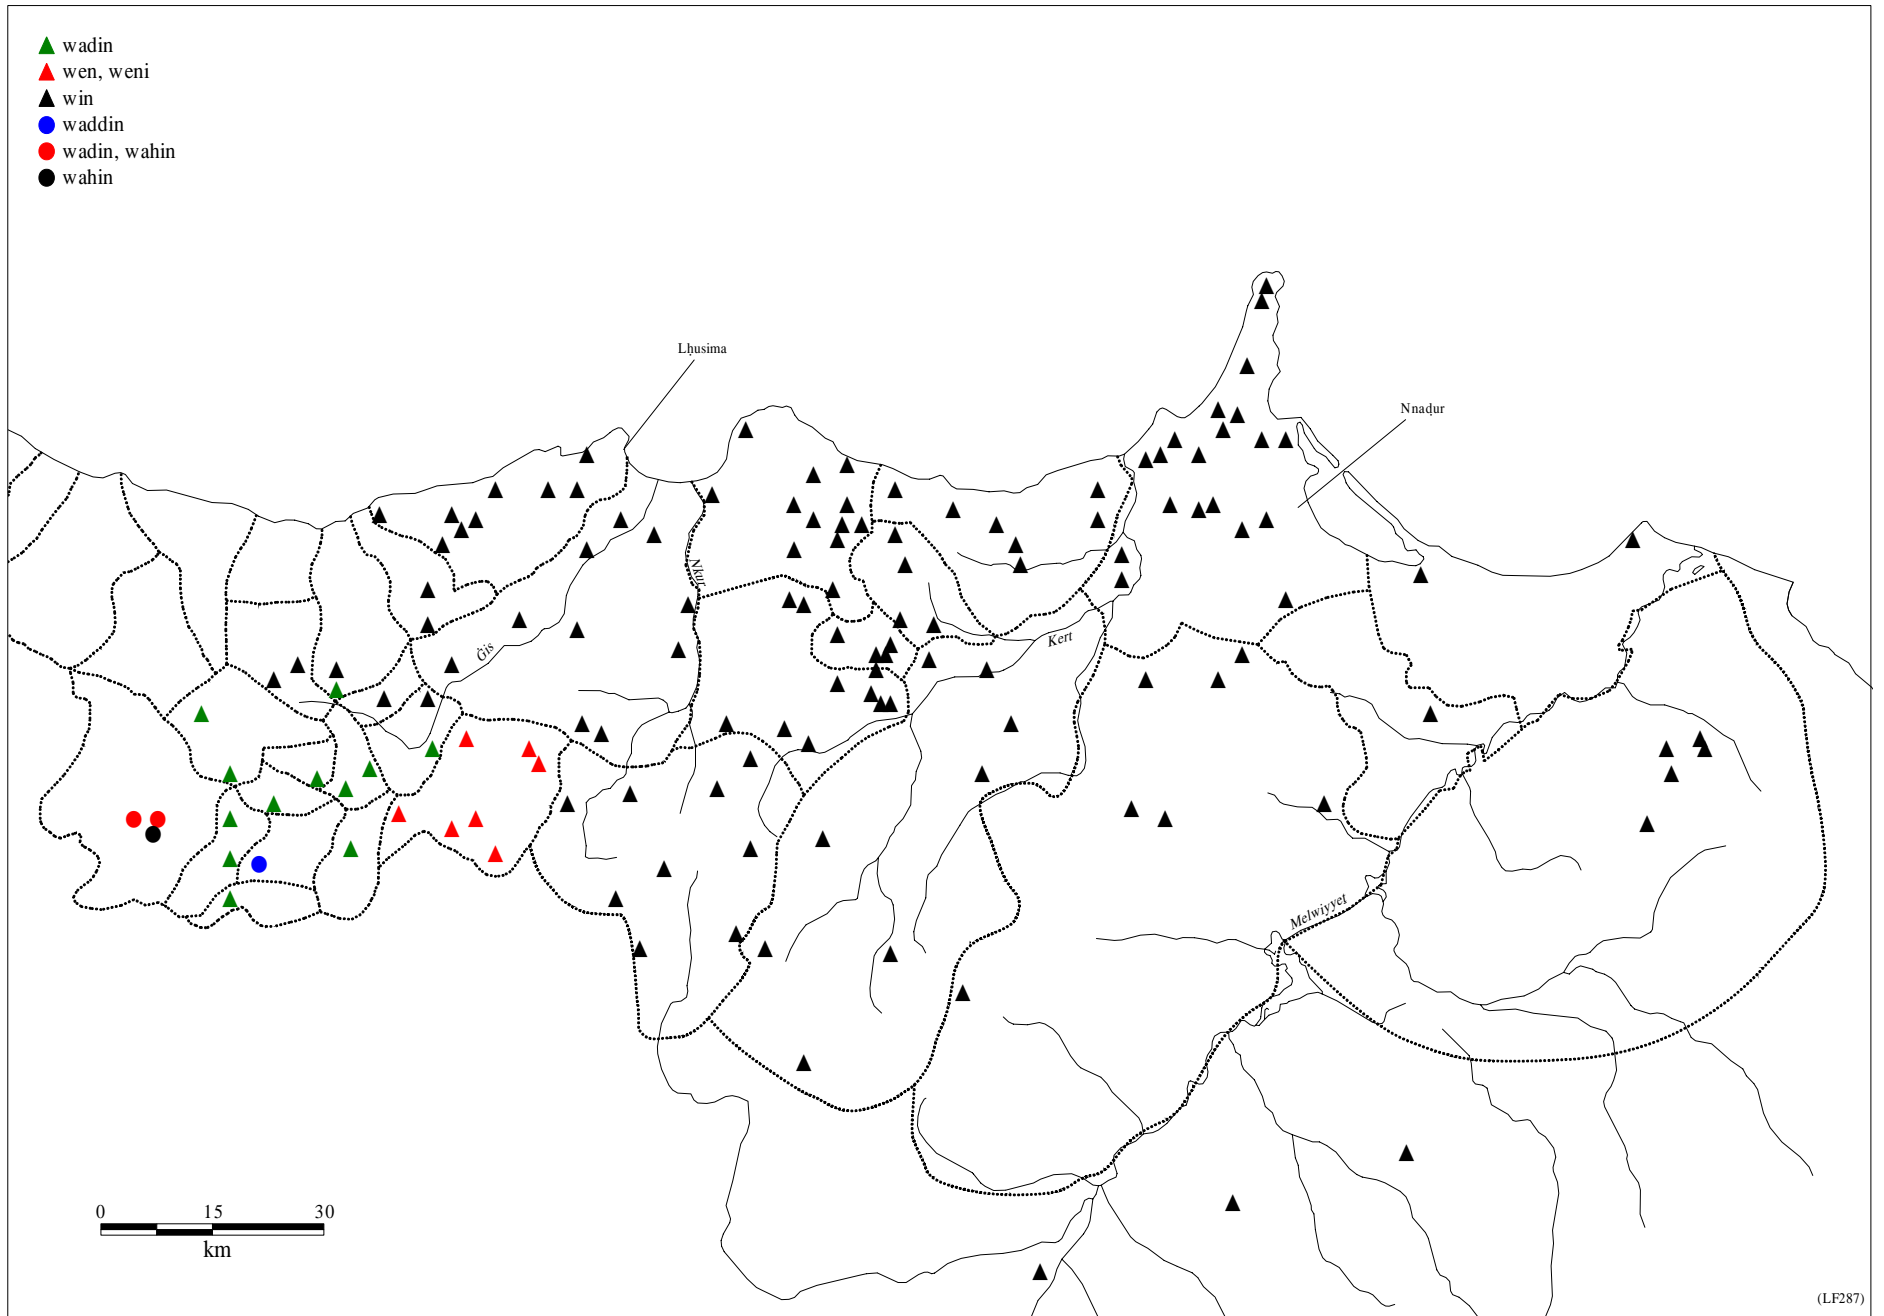 wadin
wen, weni
win
waddin
wadin, wahin
wahin
Lḥusima
Nnaḍur
Nkur
Ġis
Kert
Melwiyyet
0 15 30
km
(LF287)